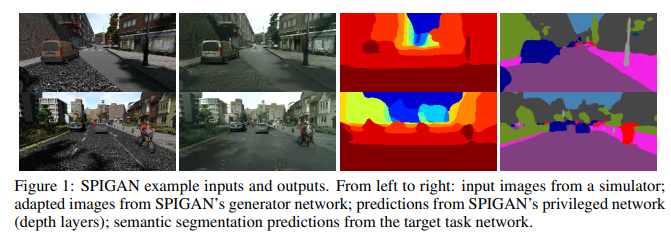 Figure 1: SPIGAN example inputs and outputs. From left to right: input images from a simulator;
adapted images from SPIGAN's generator network; predictions from SPIGAN's privileged network
(depth layers); semantic segmentation predictions from the target task network.